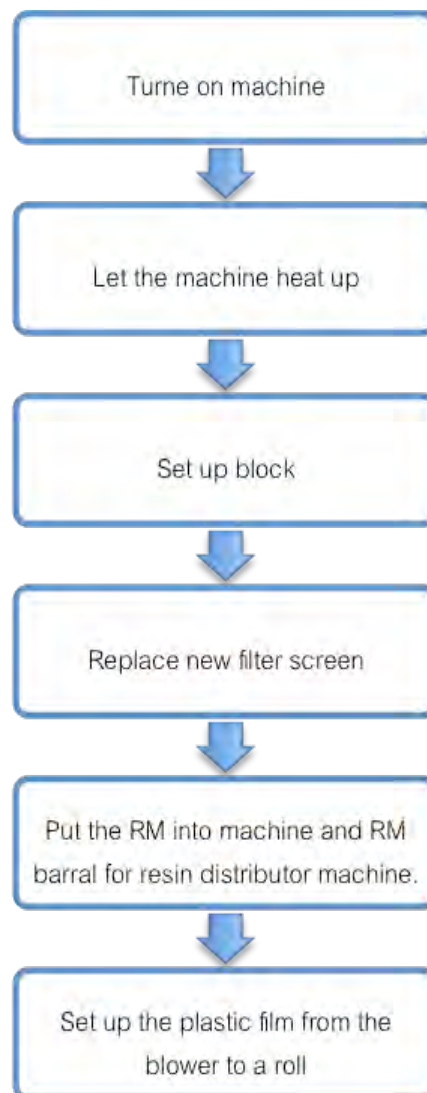 Turne on machine
Let the machine heat up
Set up block
Replace new filter screen
Put the RM into machine and RM
barral for resin distributor machine.
Set up the plastic film from the
blower to a roll